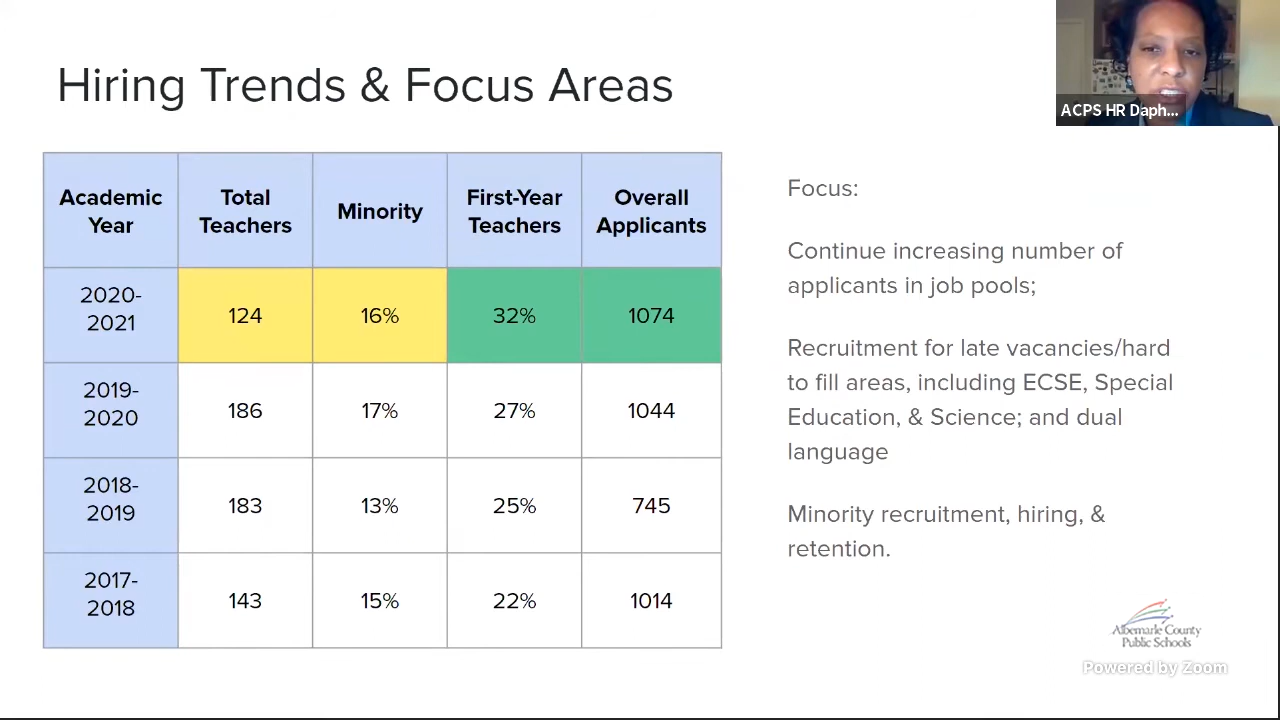 Hiring Trends & Focus Areas
ACPS HR Daph...
Academic Year
Total Teachers
Minority
First-Year Teachers
Overall Applicants
2020-2021
124
16%
32%
1074
2019-2020
186
17%
27%
1044
2018-2019
183
13%
25%
745
2017-2018
143
15%
22%
1014
Focus:
Continue increasing number of
applicants in job pools;
Recruitment for late vacancies/hard
to fill areas, including ECSE, Special
Education, & Science; and dual
language
Minority recruitment, hiring, &
retention.
Albemarle County
Public Schools
Powered by Zoom